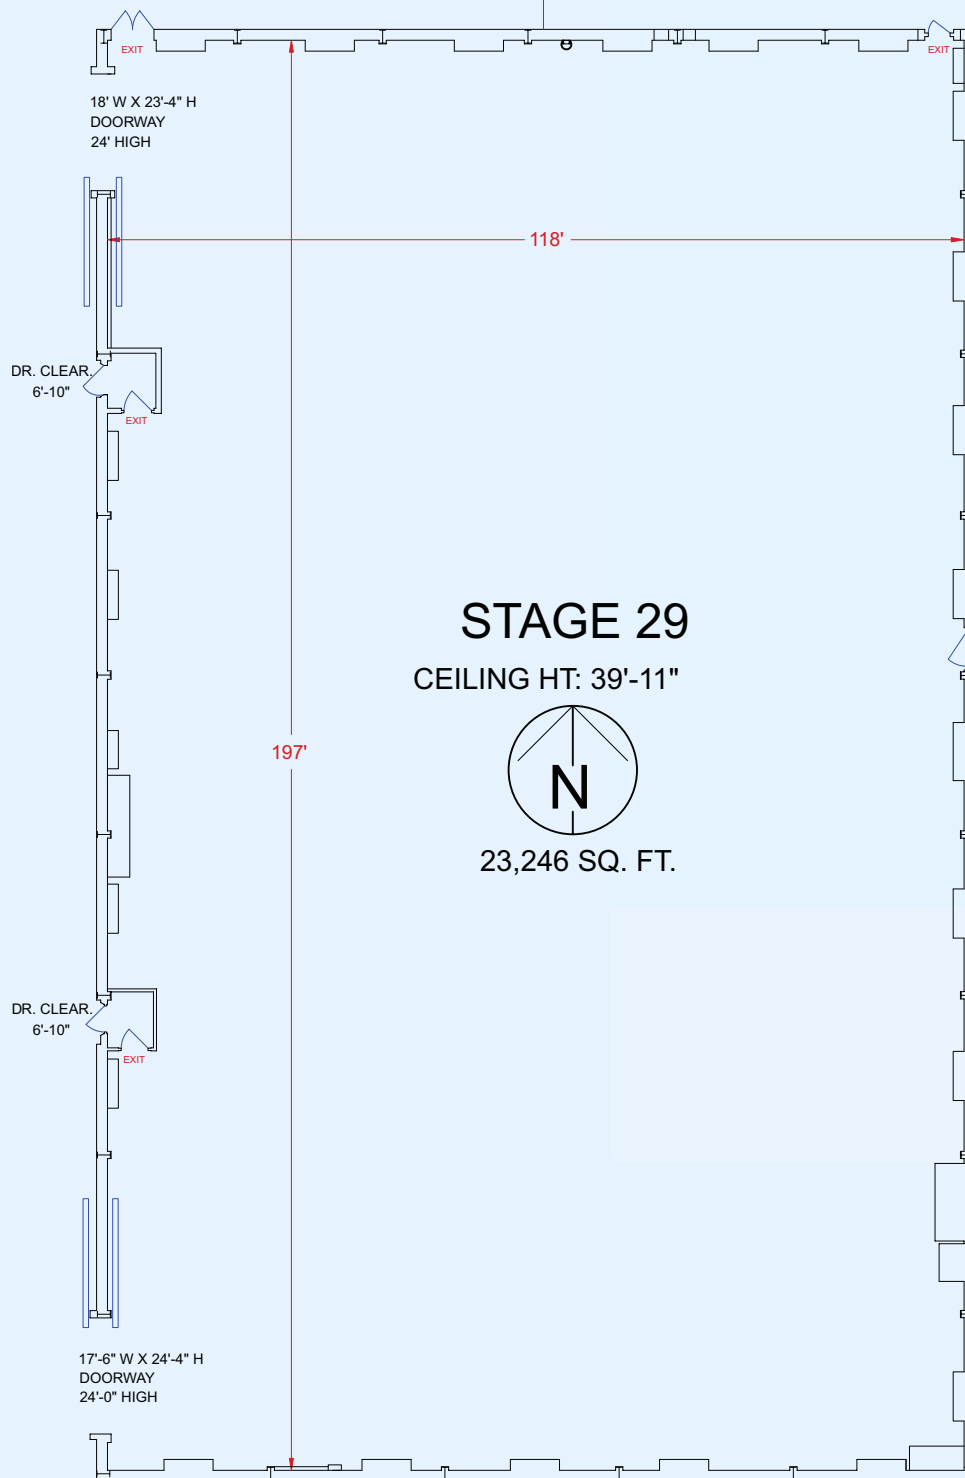 EXIT
EXIT
18' W X 23'-4" H
DOORWAY
24' HIGH
118'
DR. CLEAR.
6'-10"
EXIT
STAGE 29
CEILING HT: 39'-11"
197'
N
23,246 SQ. FT.
DR. CLEAR.
6'-10"
EXIT
17'-6" W X 24'-4" H
DOORWAY
24'-0" HIGH